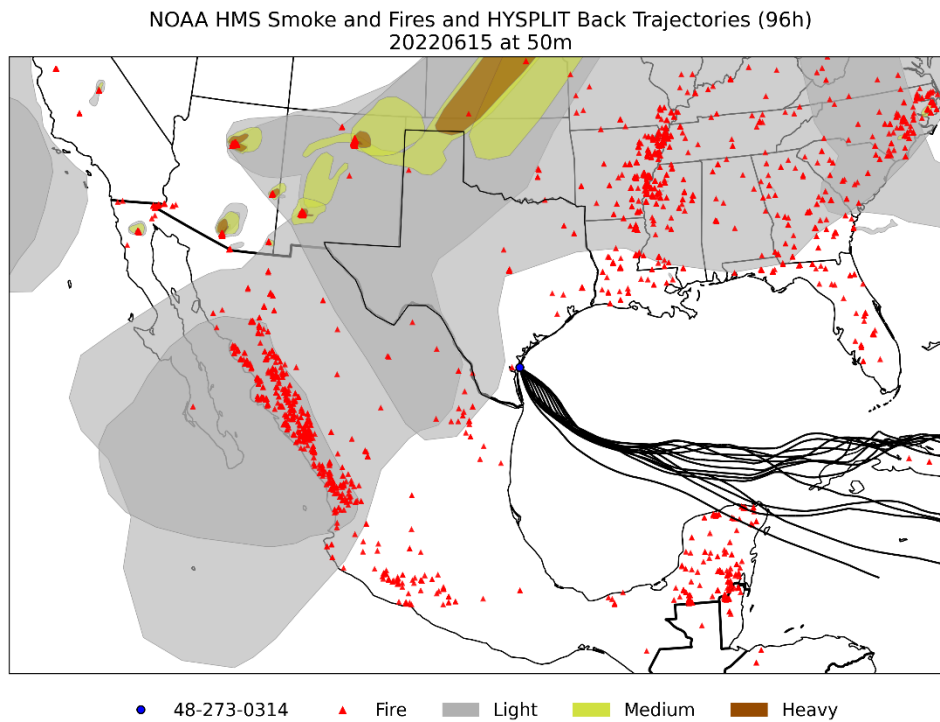 NOAA HMS Smoke and Fires and HYSPLIT Back Trajectories (96h)
20220615 at 50m
48-273-0314 Fire Light Medium Heavy